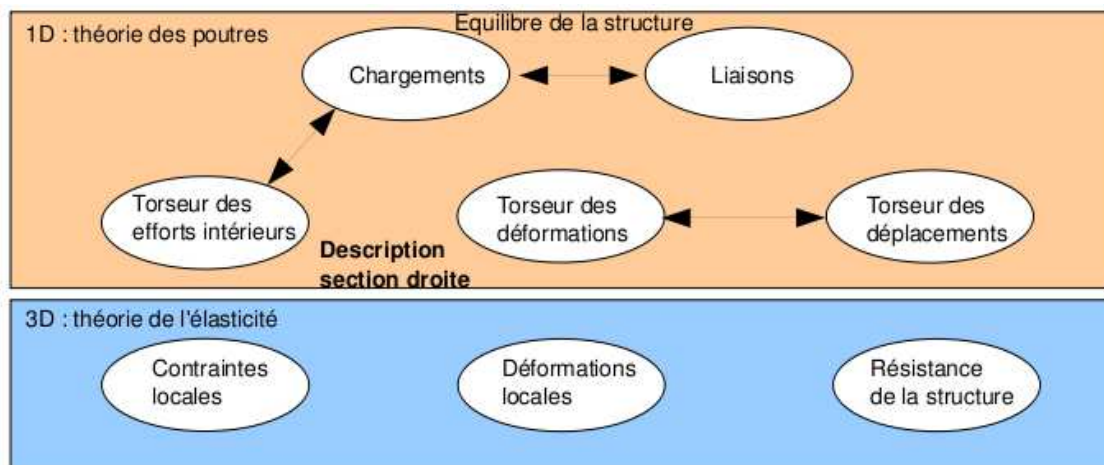 Equilibre de la structure
1D : théorie des poutres
Chargements
Liaisons
Torseur des
efforts intérieurs
Torseur des
déformations
Torseur des
déplacements
Description
section droite
3D : théorie de l'élasticité
Contraintes
locales
Déformations
locales
Résistance
de la structure